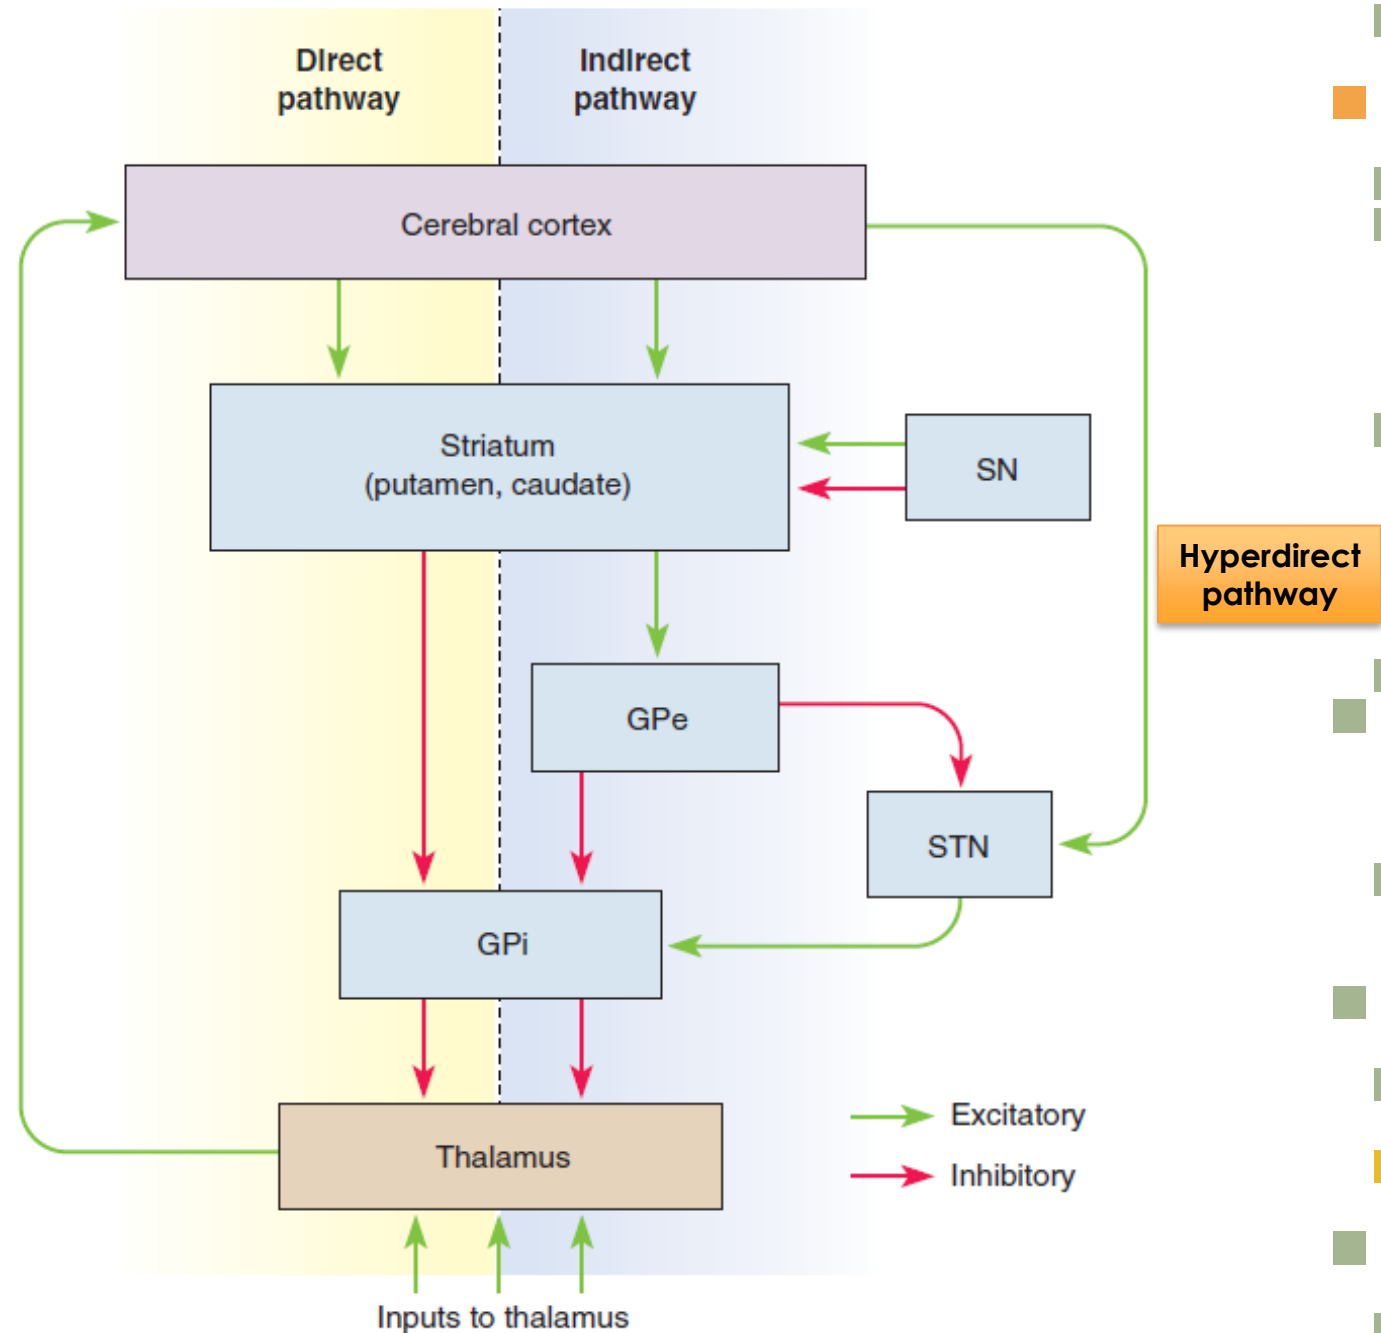 Direct
pathway
Indirect
pathway
Cerebral cortex
Striatum
(putamen, caudate)
SN
Hyperdirect
pathway
GPe
STN
GPi
Thalamus
Excitatory
Inhibitory
Inputs to thalamus